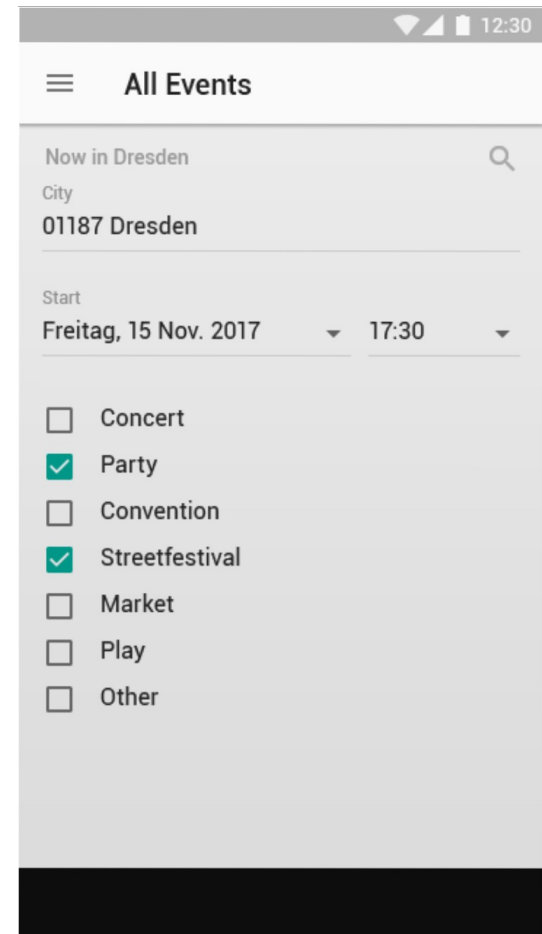 12:30
All Events
Now in Dresden
City
01187 Dresden
Start
Freitag, 15 Nov. 2017 17:30
Concert
Party
Convention
Streetfestival
Market
Play
Other